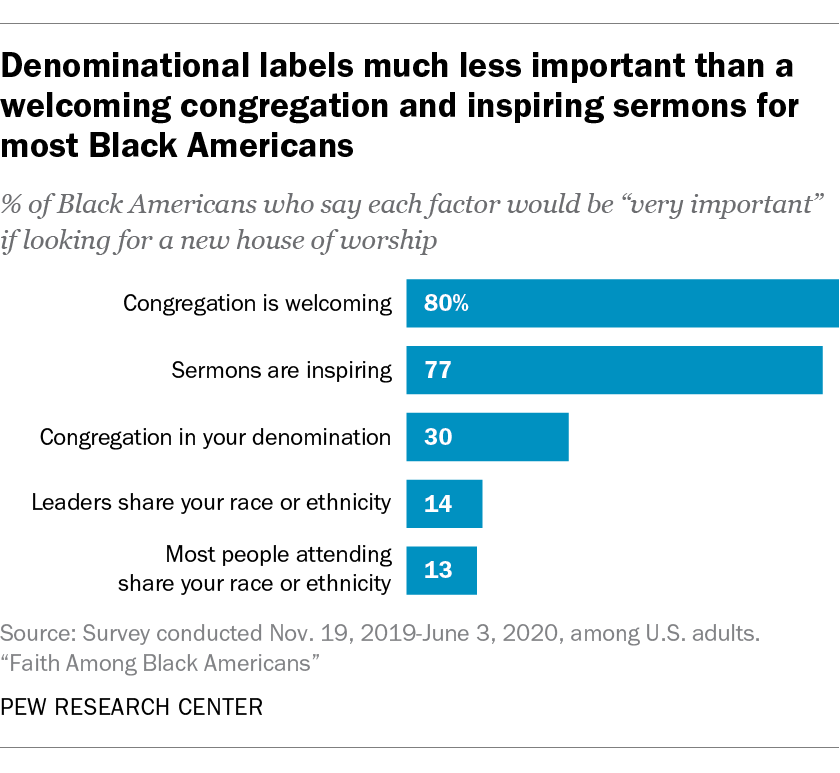 Denominational labels much less important than a
welcoming congregation and inspiring sermons for
most Black Americans
% of Black Americans who say each factor would be “very important”
if looking for a new house of worship
Congregation is welcoming 80%
Sermons are inspiring 77
Congregation in your denomination 30
Leaders share your race or ethnicity 14
Most people attending
share your race or ethnicity 13
Source: Survey conducted Nov. 19, 2019-June 3, 2020, among U.S. adults.
“Faith Among Black Americans”
PEW RESEARCH CENTER